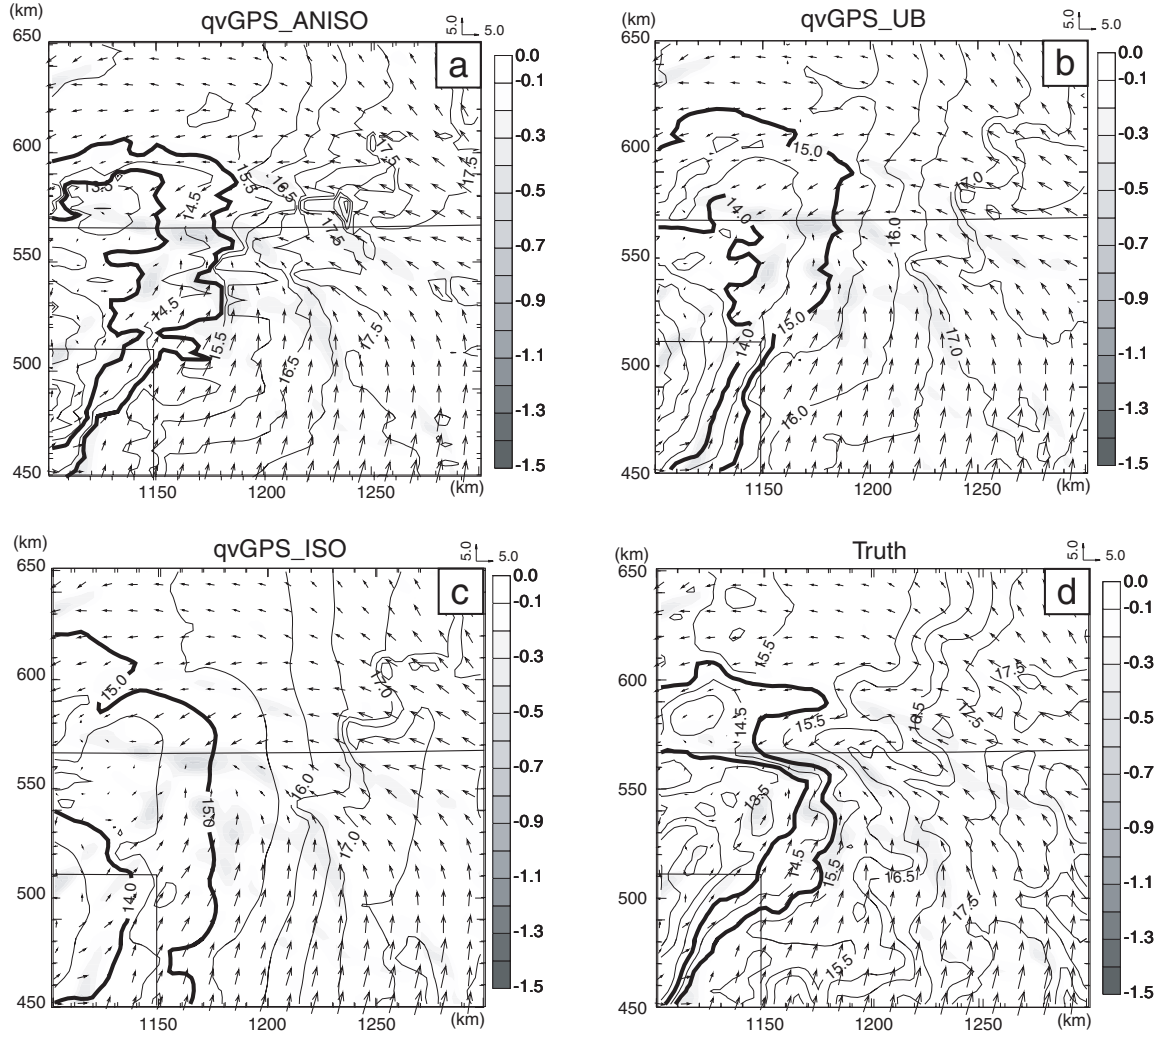 (km) qvGPS_ANISO 5.0 5.0
650 a 0.0
-0.1
600 17.5 -0.3
13.5 15.5 16.5 17.5 -0.5
14.5 17.5
550 -0.7
14.5 -0.9
500 15.5 16.5 17.5 -1.1
-1.3
450 -1.5
1150 1200 1250 (km)
(km) qvGPS_UB 5.0 5.0
650 b 0.0
-0.1
600 15.0 -0.3
14.0 17.0 -0.5
16.0
550 -0.7
15.0 -0.9
500 14.0 17.0 -1.1
16.0 -1.3
450 -1.5
1150 1200 1250 (km)
(km) qvGPS_ISO 5.0 5.0
650 c 0.0
-0.1
600 15.0 17.0 -0.3
-0.5
550 16.0 -0.7
15.0 17.0 -0.9
500 14.0 -1.1
-1.3
450 -1.5
1150 1200 1250 (km)
(km) Truth 5.0 5.0
650 d 0.0
-0.1
600 15.5 17.5 -0.3
14.5 15.5 16.5 17.5 -0.5
550 13.5 -0.7
14.5 15.5 16.5 -0.9
500 17.5 -1.1
15.5 -1.3
450 -1.5
1150 1200 1250 (km)